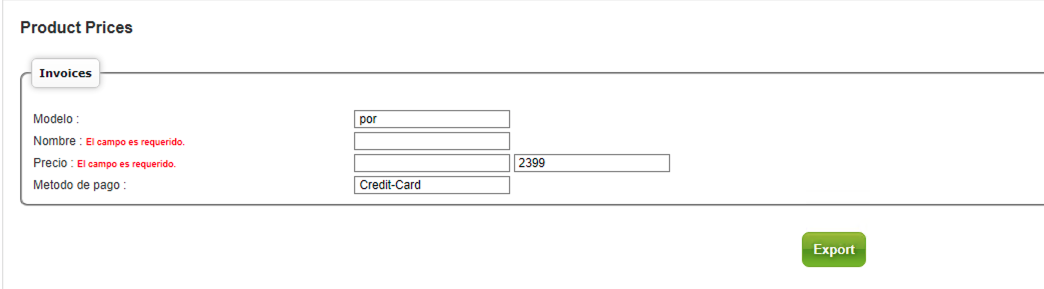 Product Prices
Invoices
Modelo : por
Nombre : El campo es requerido.
Precio : El campo es requerido. 2399
Metodo de pago : Credit-Card
Export